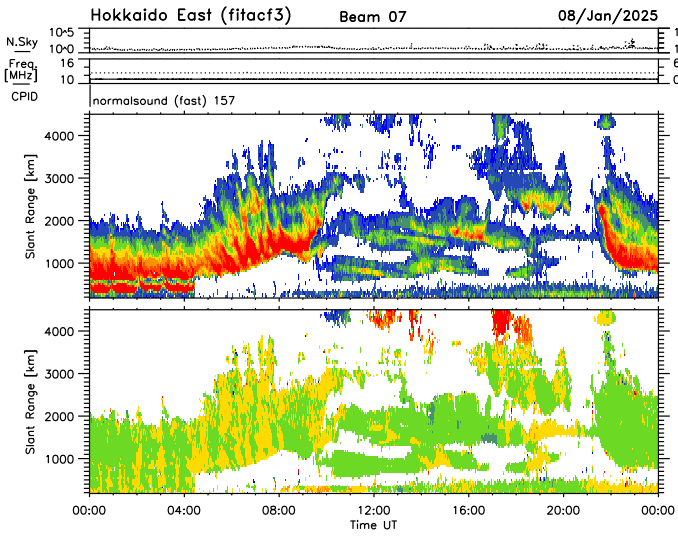 Hokkaido East (fitacf3) Beam 07 08/Jan/2025
N.Sky 10^5 10^0 1 1
Freq. [MHz] 16 10 6 0
CPID normalsound (fast) 157
Slant Range [km] 4000 3000 2000 1000
Slant Range [km] 4000 3000 2000 1000
00:00 04:00 08:00 12:00 16:00 20:00 00:00
Time UT